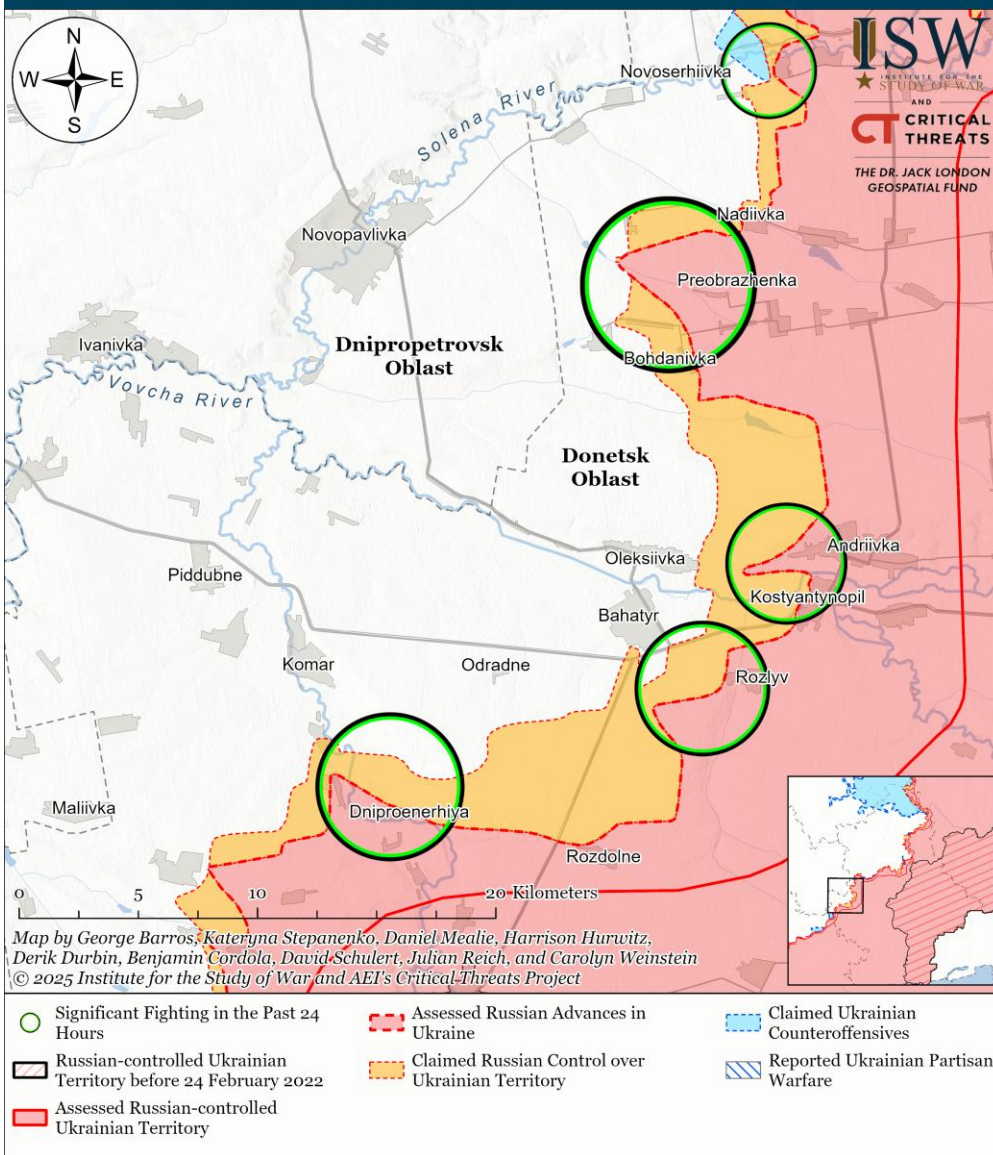 N
W
E
S
ISW
INSTITUTE FOR THE
STUDY OF WAR
AND
CT CRITICAL
THREATS
THE DR. JACK LONDON
GEOSPATIAL FUND
Novoserhiivka
Solena River
Nadiivka
Novopavlivka
Preobrazhenka
Ivanivka
Dnipropetrovsk
Oblast
Bohdanivka
Vovcha River
Donetsk
Oblast
Andriivka
Oleksiivka
Piddubne
Kostyantynopil
Bahatyr
Komar
Odradne
Rozlyv
Maliivka
Dniproenerhiya
Rozdolne
0 5 10 20 Kilometers
Map by George Barros, Kateryna Stepanenko, Daniel Mealie, Harrison Hurwitz,
Derik Durbin, Benjamin Cordola, David Schulert, Julian Reich, and Carolyn Weinstein
© 2025 Institute for the Study of War and AEI's Critical Threats Project
Significant Fighting in the Past 24
Hours
Russian-controlled Ukrainian
Territory before 24 February 2022
Assessed Russian-controlled
Ukrainian Territory
Assessed Russian Advances in
Ukraine
Claimed Russian Control over
Ukrainian Territory
Claimed Ukrainian
Counteroffensives
Reported Ukrainian Partisan
Warfare